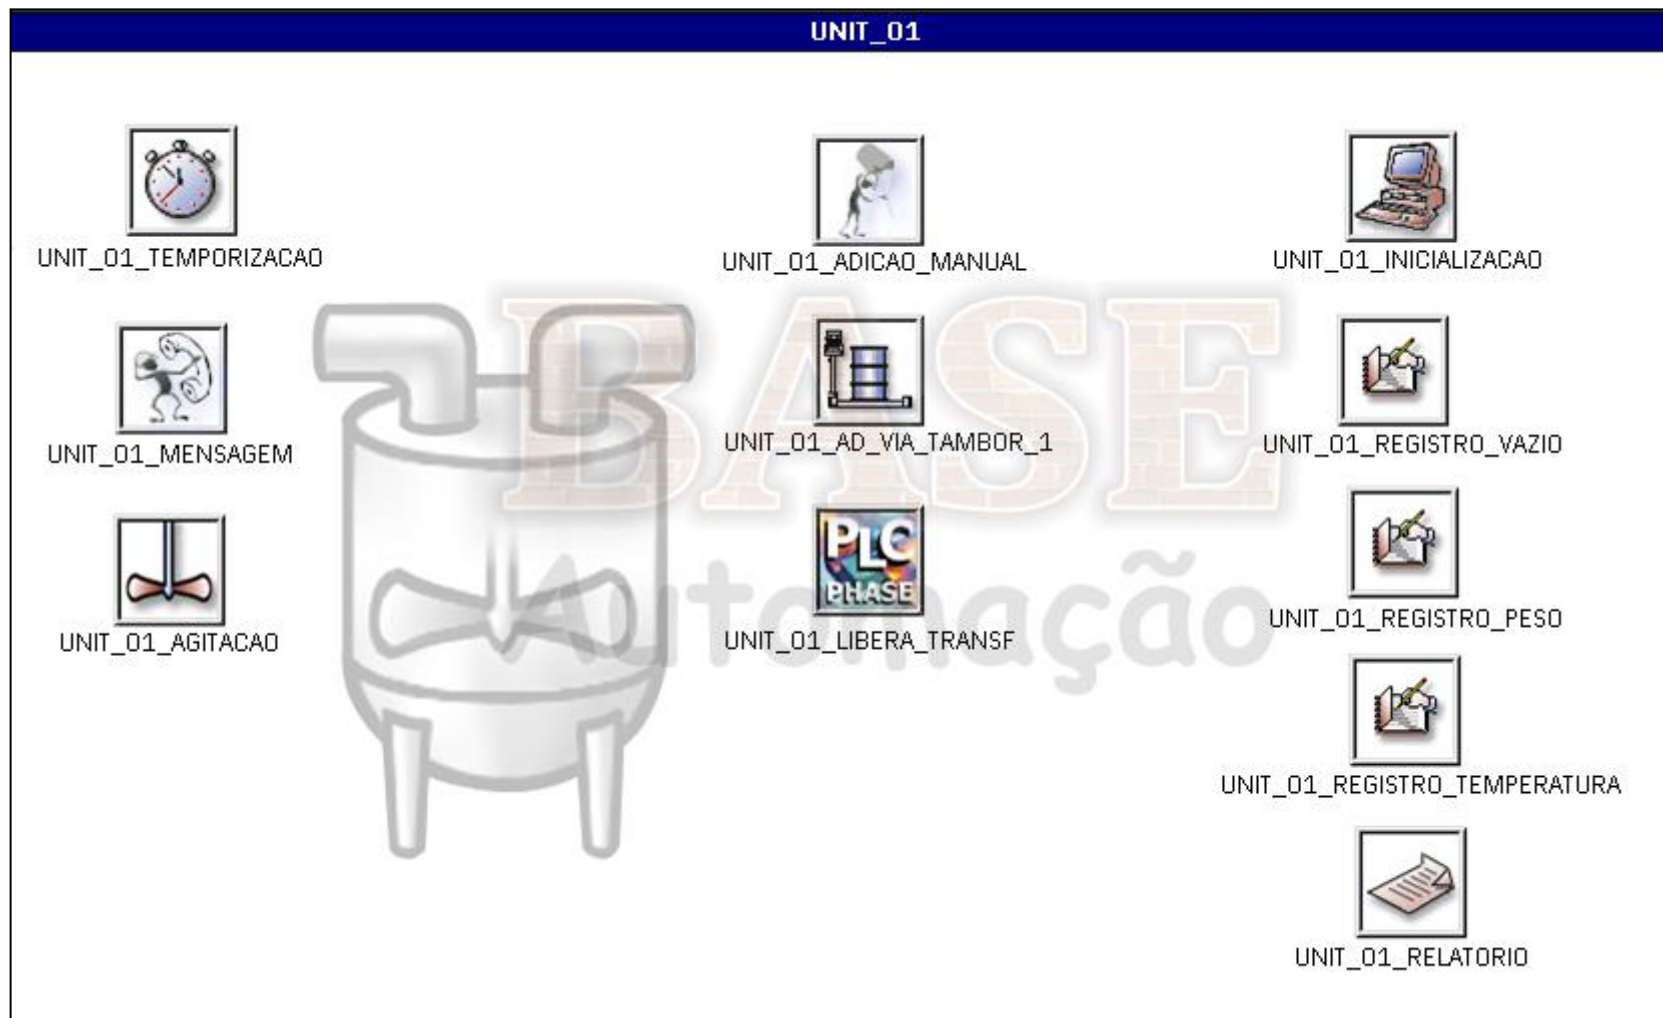 UNIT_01
UNIT_01_TEMPORIZACAO
UNIT_01_ADICAO_MANUAL
UNIT_01_INICIALIZACAO
UNIT_01_MENSAGEM
UNIT_01_AD_VIA_TAMBOR_1
UNIT_01_REGISTRO_VAZIO
BASE
Automação
PLC
PHASE
UNIT_01_AGITACAO
UNIT_01_LIBERA_TRANSF
UNIT_01_REGISTRO_PESO
UNIT_01_REGISTRO_TEMPERATURA
UNIT_01_RELATORIO